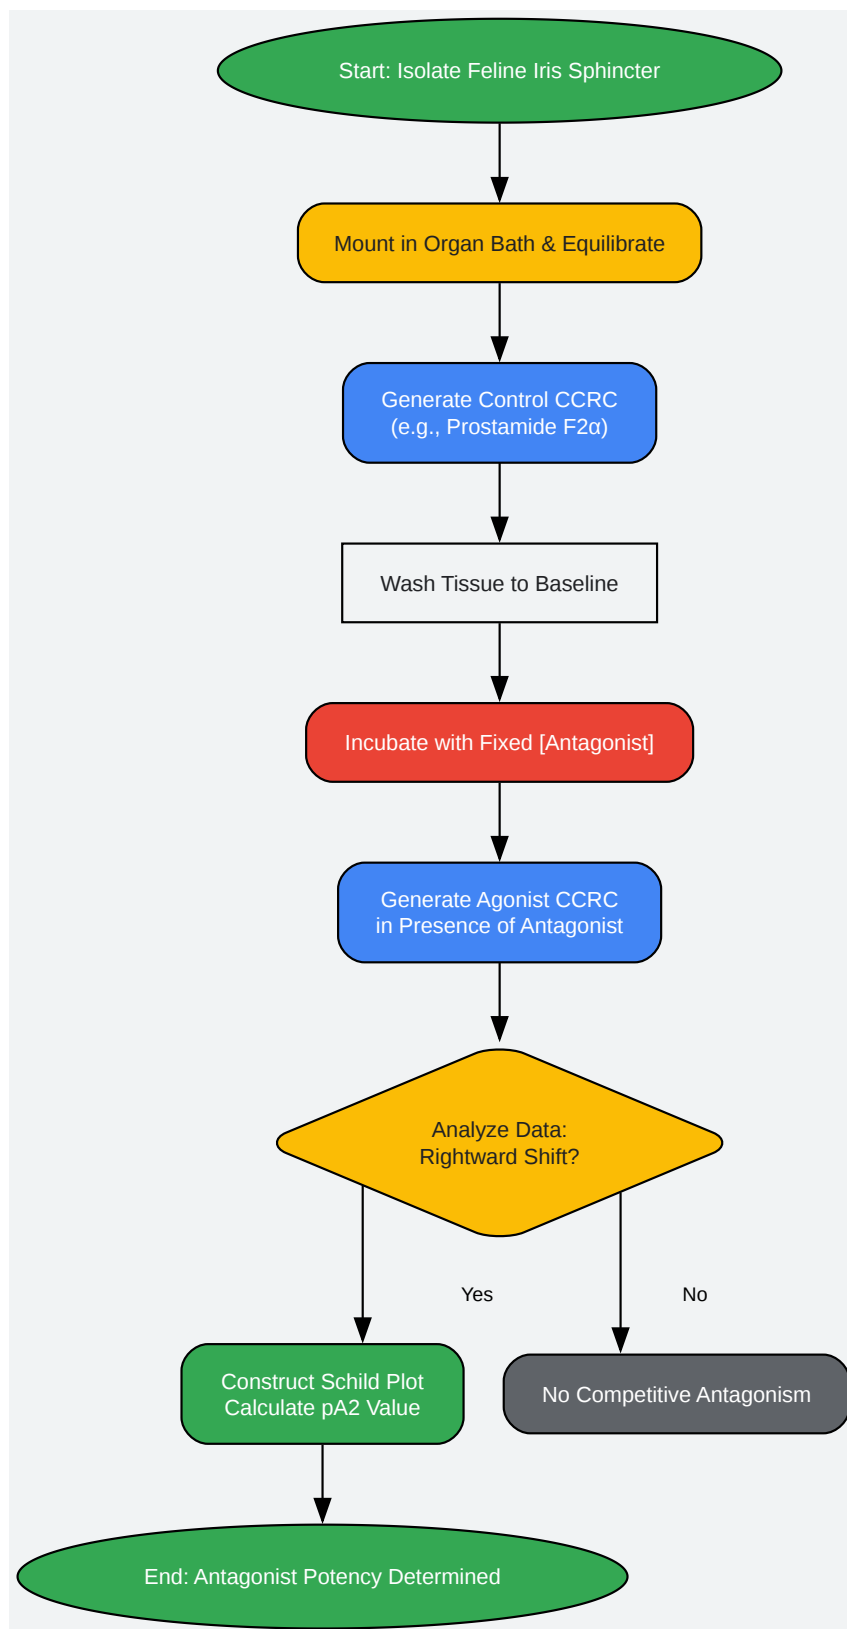 Start: Isolate Feline Iris Sphincter
Mount in Organ Bath & Equilibrate
Generate Control CCRC
(e.g., Prostamide F2α)
Wash Tissue to Baseline
Incubate with Fixed [Antagonist]
Generate Agonist CCRC
in Presence of Antagonist
Analyze Data:
Rightward Shift?
Yes
No
Construct Schild Plot
Calculate pA2 Value
No Competitive Antagonism
End: Antagonist Potency Determined